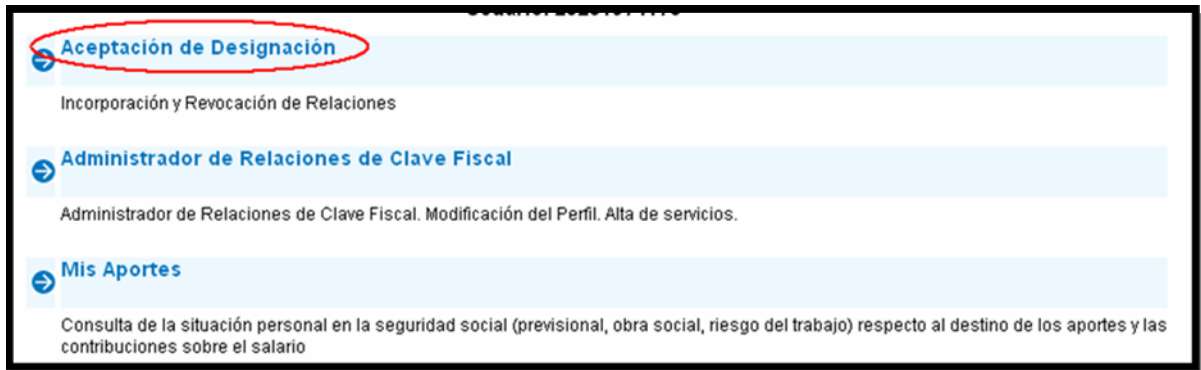 Aceptación de Designación
Incorporación y Revocación de Relaciones
Administrador de Relaciones de Clave Fiscal
Administrador de Relaciones de Clave Fiscal. Modificación del Perfil. Alta de servicios.
Mis Aportes
Consulta de la situación personal en la seguridad social (previsional, obra social, riesgo del trabajo) respecto al destino de los aportes y las
contribuciones sobre el salario